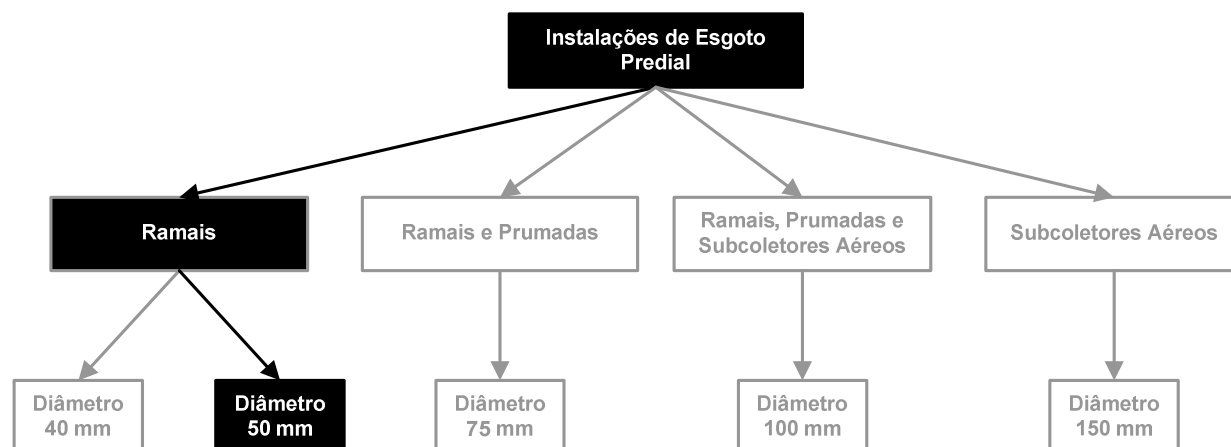 Instalações de Esgoto
Predial
Ramais
Ramais e Prumadas
Ramais, Prumadas e
Subcoletores Aéreos
Subcoletores Aéreos
Diâmetro
40 mm
Diâmetro
50 mm
Diâmetro
75 mm
Diâmetro
100 mm
Diâmetro
150 mm